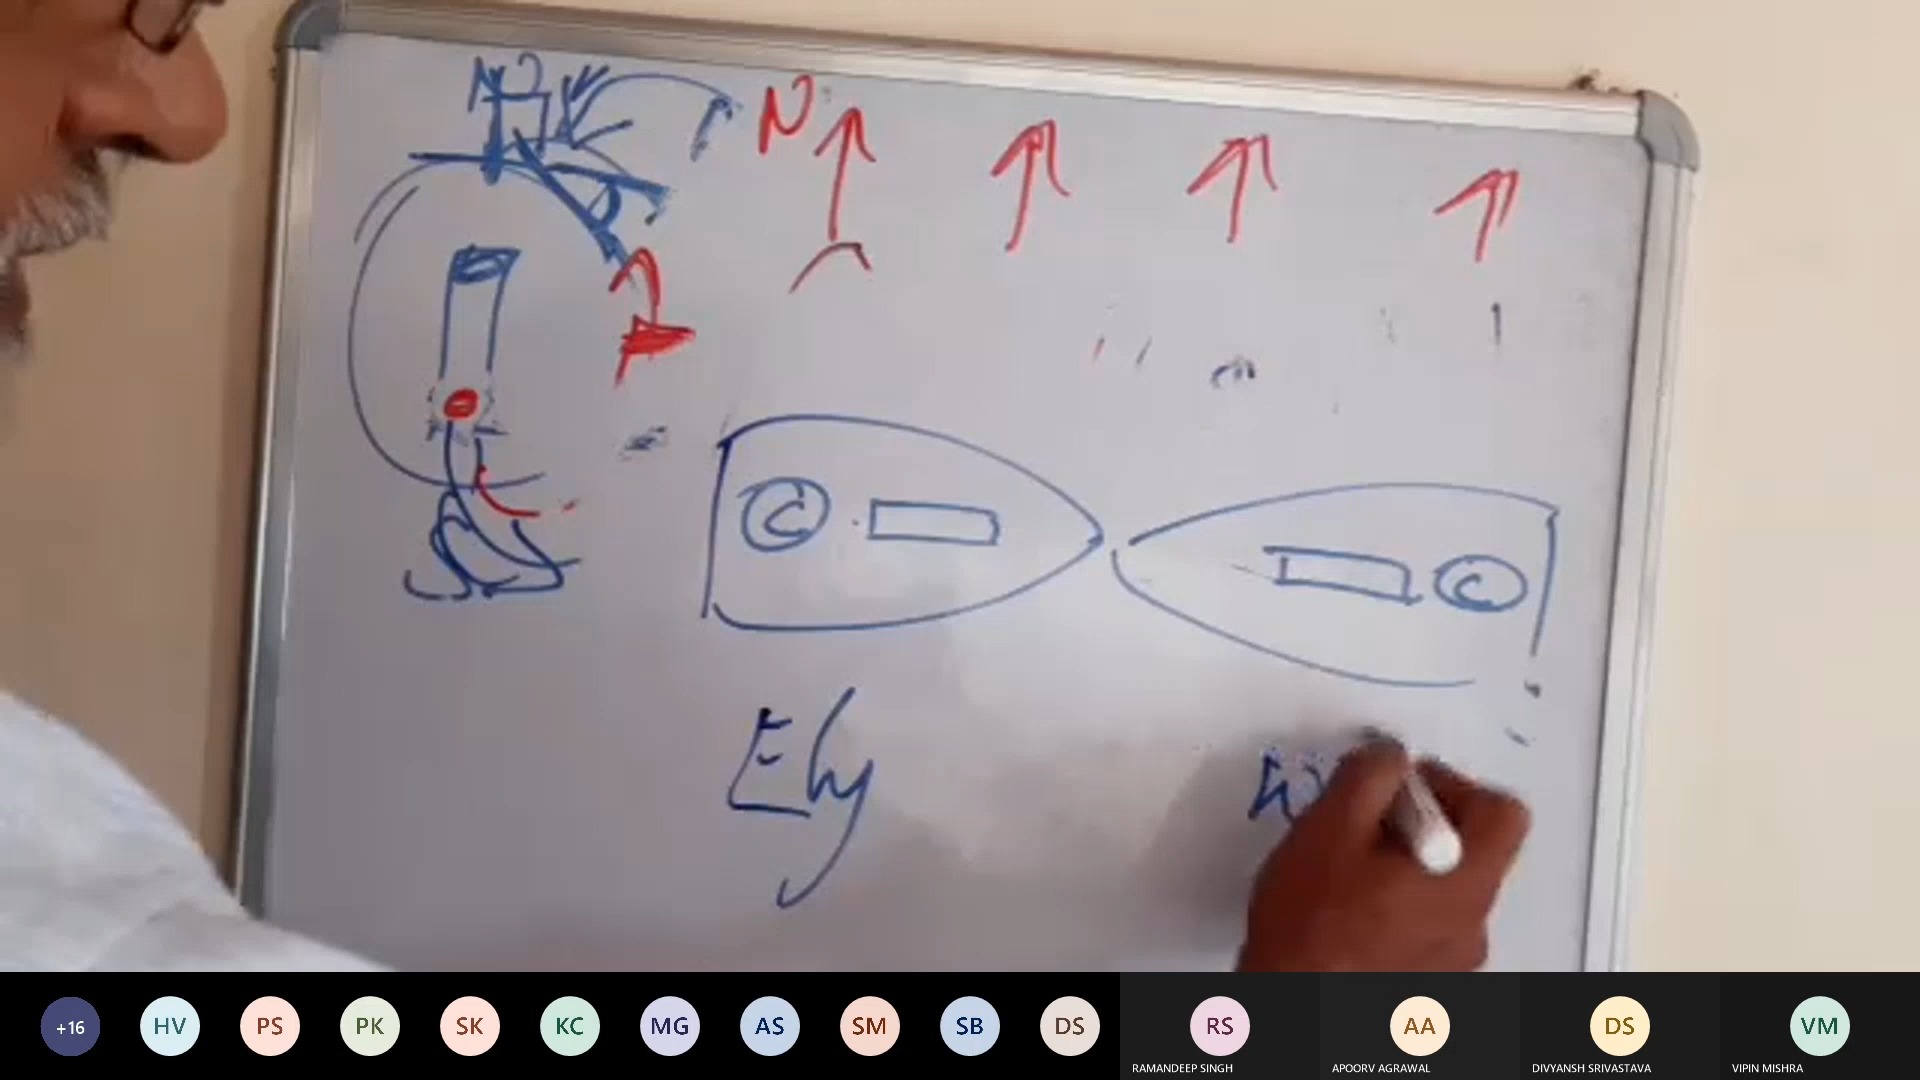 N
C
C
Ely
+16
HV
PS
PK
SK
KC
MG
AS
SM
SB
DS
RS
AA
DS
VM
RAMANDEEP SINGH
APOORV AGRAWAL
DIVYANSH SRIVASTAVA
VIPIN MISHRA